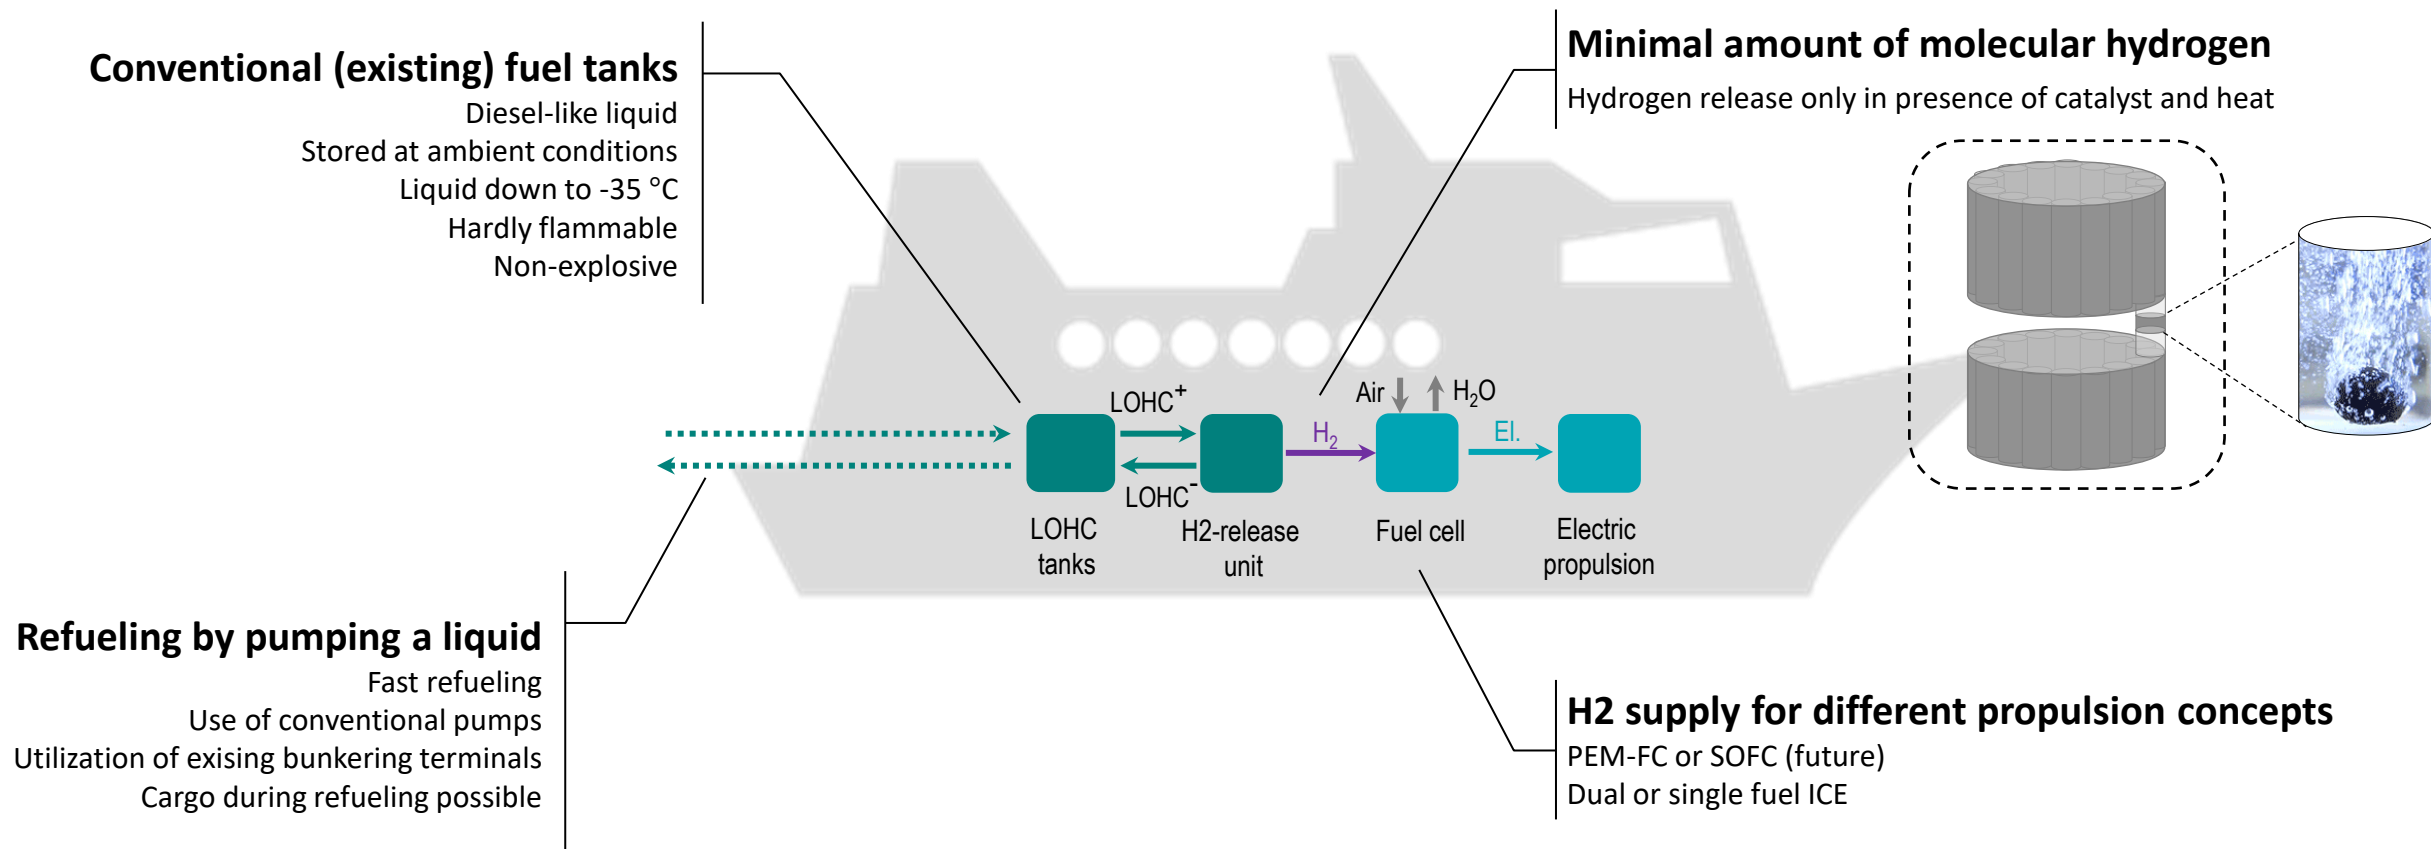 Conventional (existing) fuel tanks
Diesel-like liquid
Stored at ambient conditions
Liquid down to -35 °C
Hardly flammable
Non-explosive
Minimal amount of molecular hydrogen
Hydrogen release only in presence of catalyst and heat
Air
H₂O
LOHC⁺
H₂
El.
LOHC⁻
LOHC
tanks
H2-release
unit
Fuel cell
Electric
propulsion
Refueling by pumping a liquid
Fast refueling
Use of conventional pumps
Utilization of exising bunkering terminals
Cargo during refueling possible
H2 supply for different propulsion concepts
PEM-FC or SOFC (future)
Dual or single fuel ICE